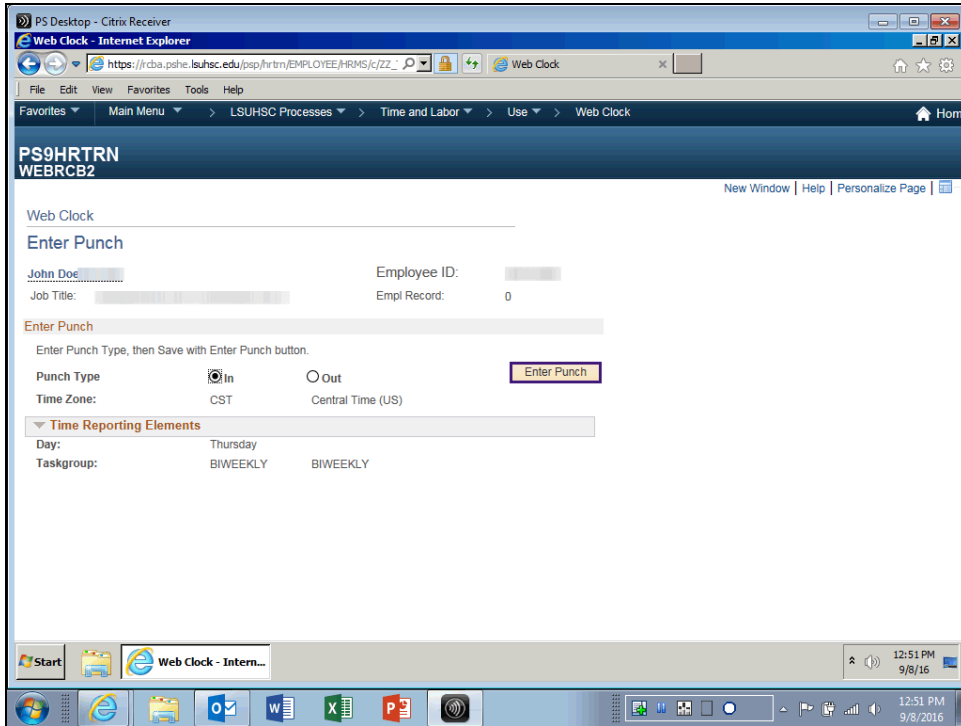 PS Desktop - Citrix Receiver
Web Clock - Internet Explorer
https://rcba.pshe.lsuhsc.edu/psp/hrtrn/EMPLOYEE/HRMS/c/ZZ_ Web Clock
File Edit View Favorites Tools Help
Favorites Main Menu > LSUHSC Processes > Time and Labor > Use > Web Clock Hom
PS9HRTRN
WEBRCB2
New Window | Help | Personalize Page |
Web Clock
Enter Punch
John Doe Employee ID:
Job Title: Empl Record: 0
Enter Punch
Enter Punch Type, then Save with Enter Punch button.
Punch Type In Out Enter Punch
Time Zone: CST Central Time (US)
Time Reporting Elements
Day: Thursday
Taskgroup: BIWEEKLY BIWEEKLY
Start Web Clock - Intern... 12:51 PM
9/8/16
12:51 PM
9/8/2016